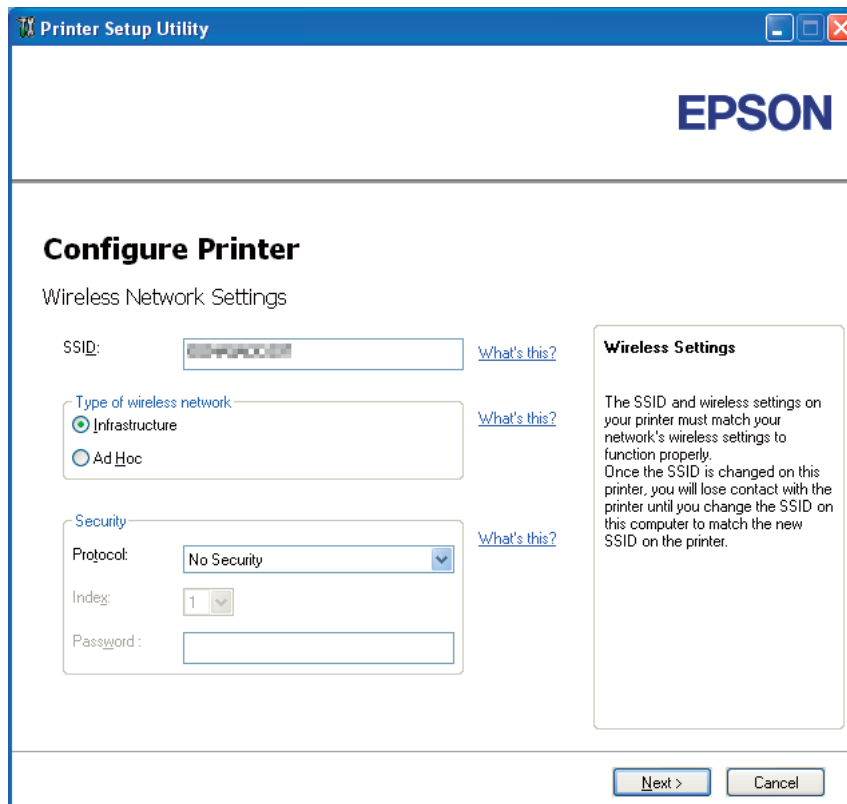 Printer Setup Utility
EPSON
Configure Printer
Wireless Network Settings
SSID:
What's this?
Type of wireless network
Infrastructure
Ad Hoc
What's this?
Security
Protocol:
No Security
What's this?
Index:
1
Password :
Wireless Settings
The SSID and wireless settings on
your printer must match your
network's wireless settings to
function properly.
Once the SSID is changed on this
printer, you will lose contact with the
printer until you change the SSID on
this computer to match the new
SSID on the printer.
Next >
Cancel